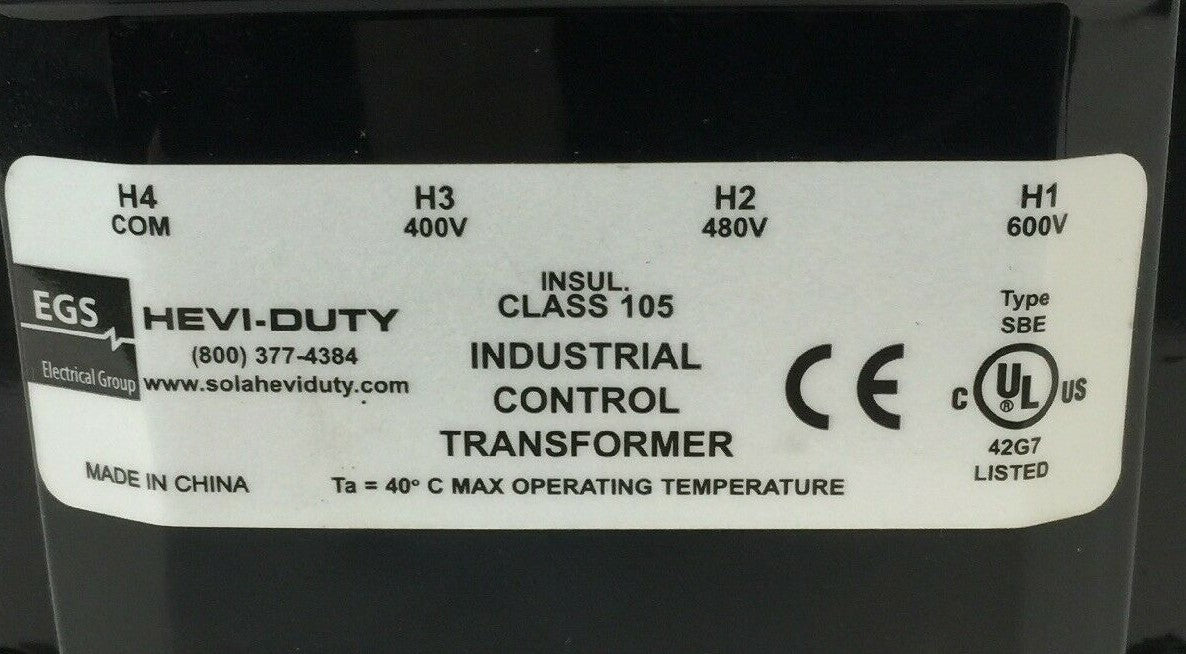 H4 H3 H2 H1
COM 400V 480V 600V
INSUL.
CLASS 105
Type
SBE
EGS
Electrical Group
HEVI-DUTY
(800) 377-4384
www.solaheviduty.com
INDUSTRIAL
CONTROL
TRANSFORMER
CE
C UL® US
42G7
LISTED
MADE IN CHINA
Ta = 40° C MAX OPERATING TEMPERATURE